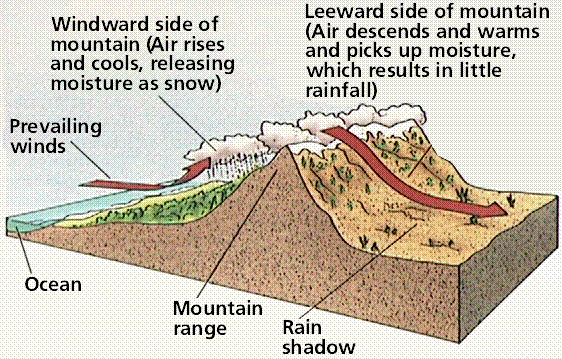 Windward side of
mountain (Air rises
and cools, releasing
moisture as snow)
Leeward side of mountain
(Air descends and warms
and picks up moisture,
which results in little
rainfall)
Prevailing
winds
Ocean
Mountain
range
Rain
shadow